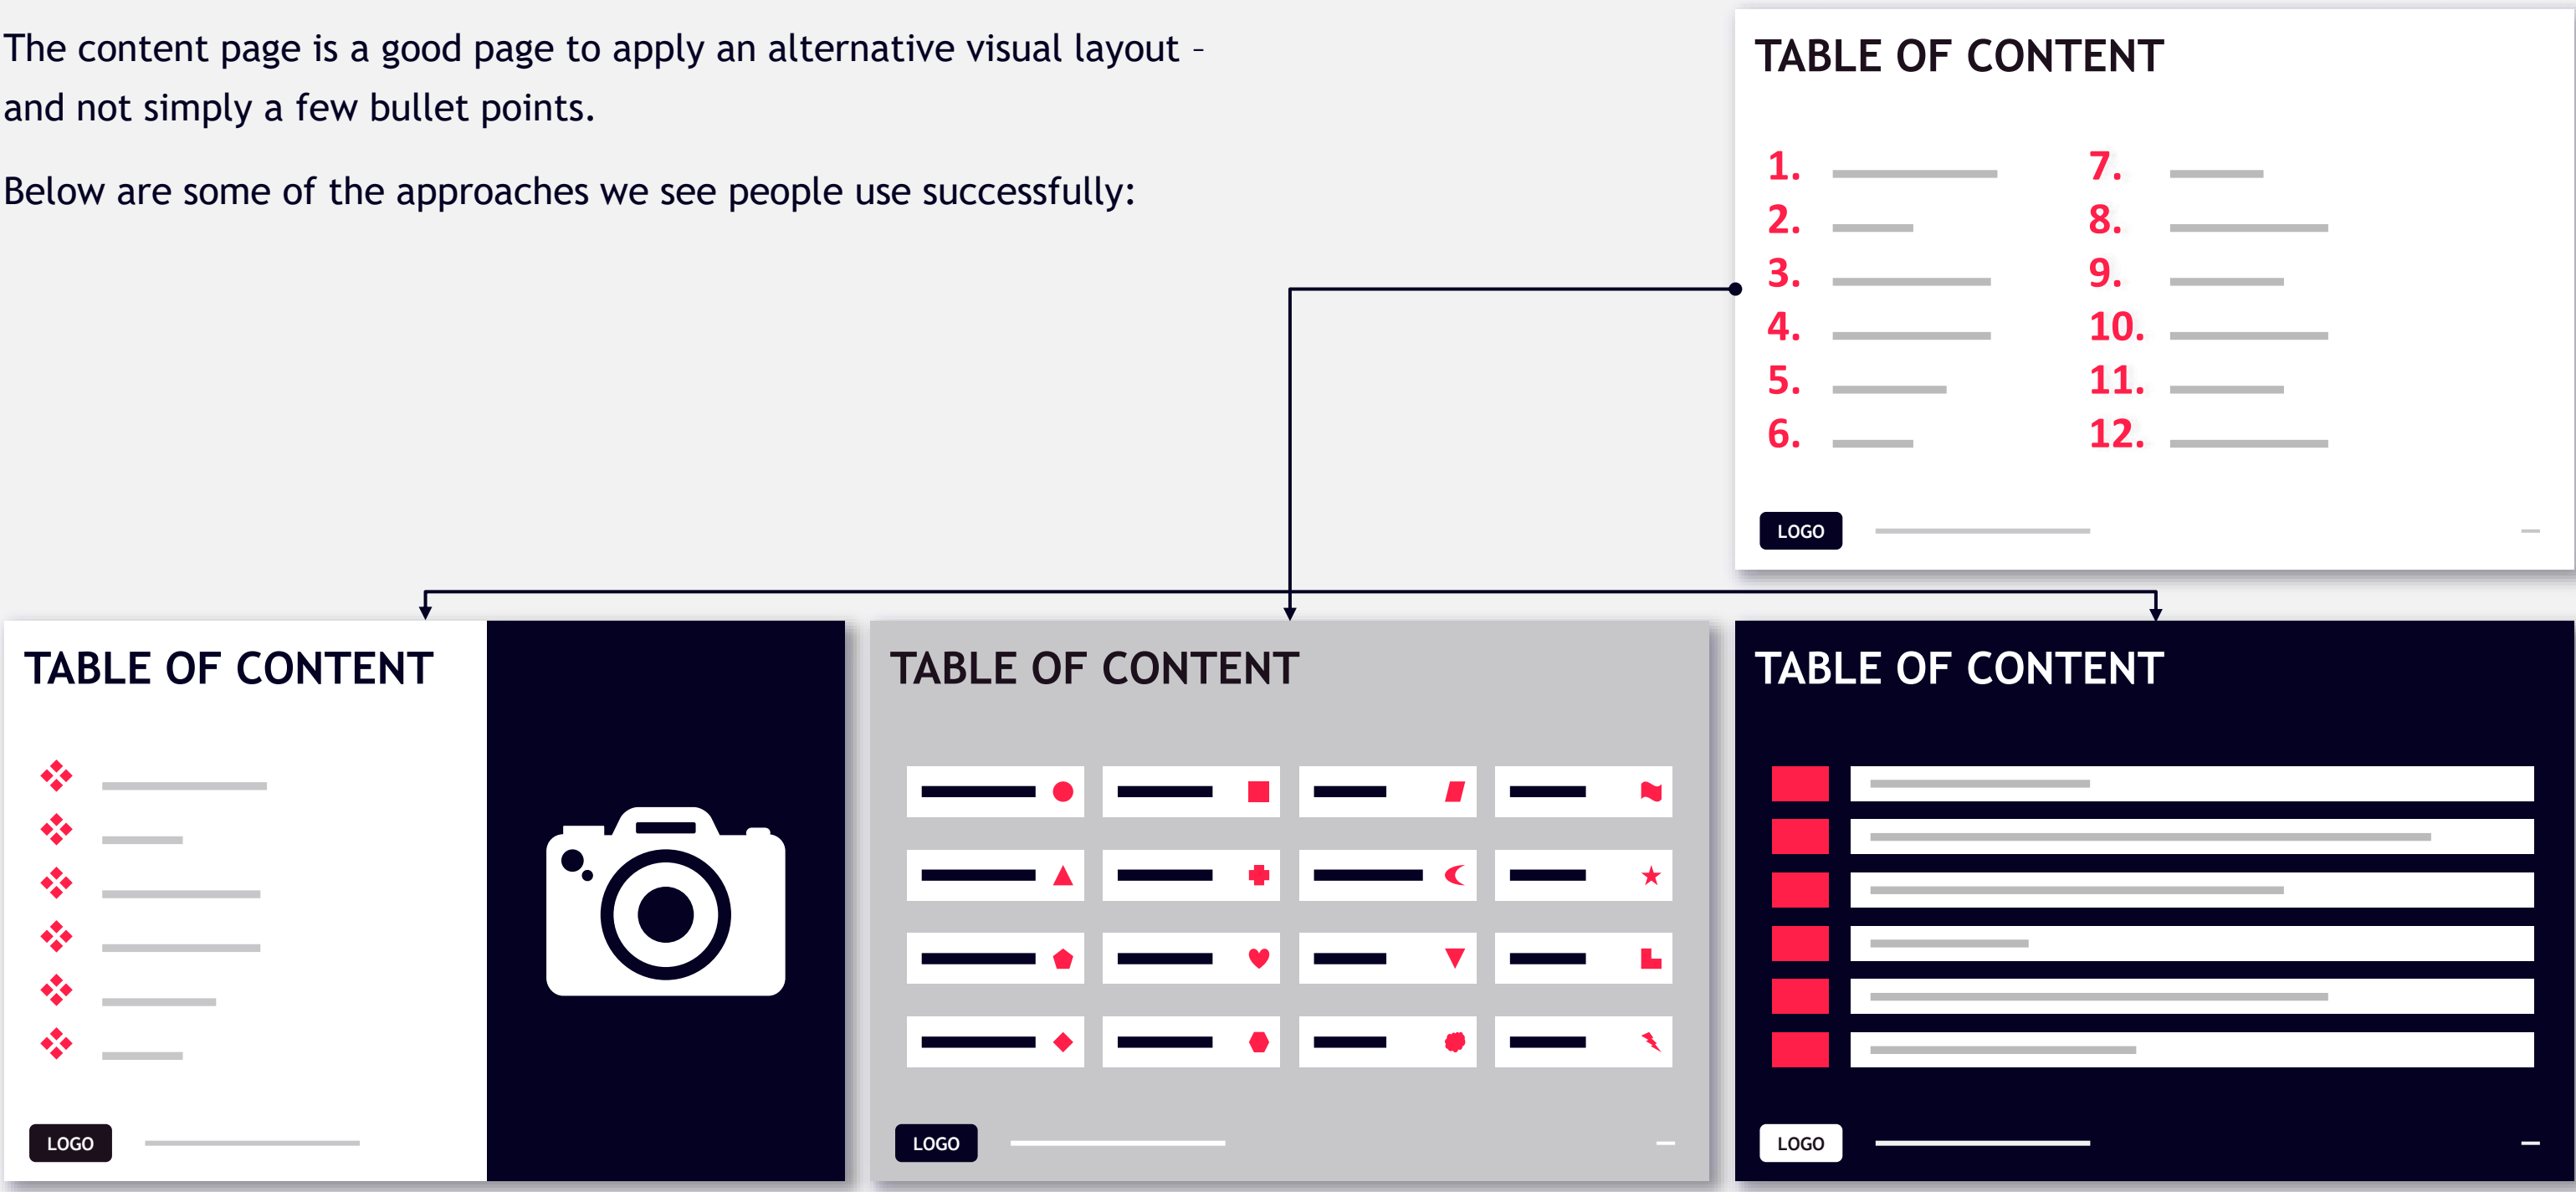 The content page is a good page to apply an alternative visual layout –
and not simply a few bullet points.
Below are some of the approaches we see people use successfully:
TABLE OF CONTENT
1.
2.
3.
4.
5.
6.
7.
8.
9.
10.
11.
12.
LOGO
TABLE OF CONTENT
LOGO
TABLE OF CONTENT
LOGO
TABLE OF CONTENT
LOGO